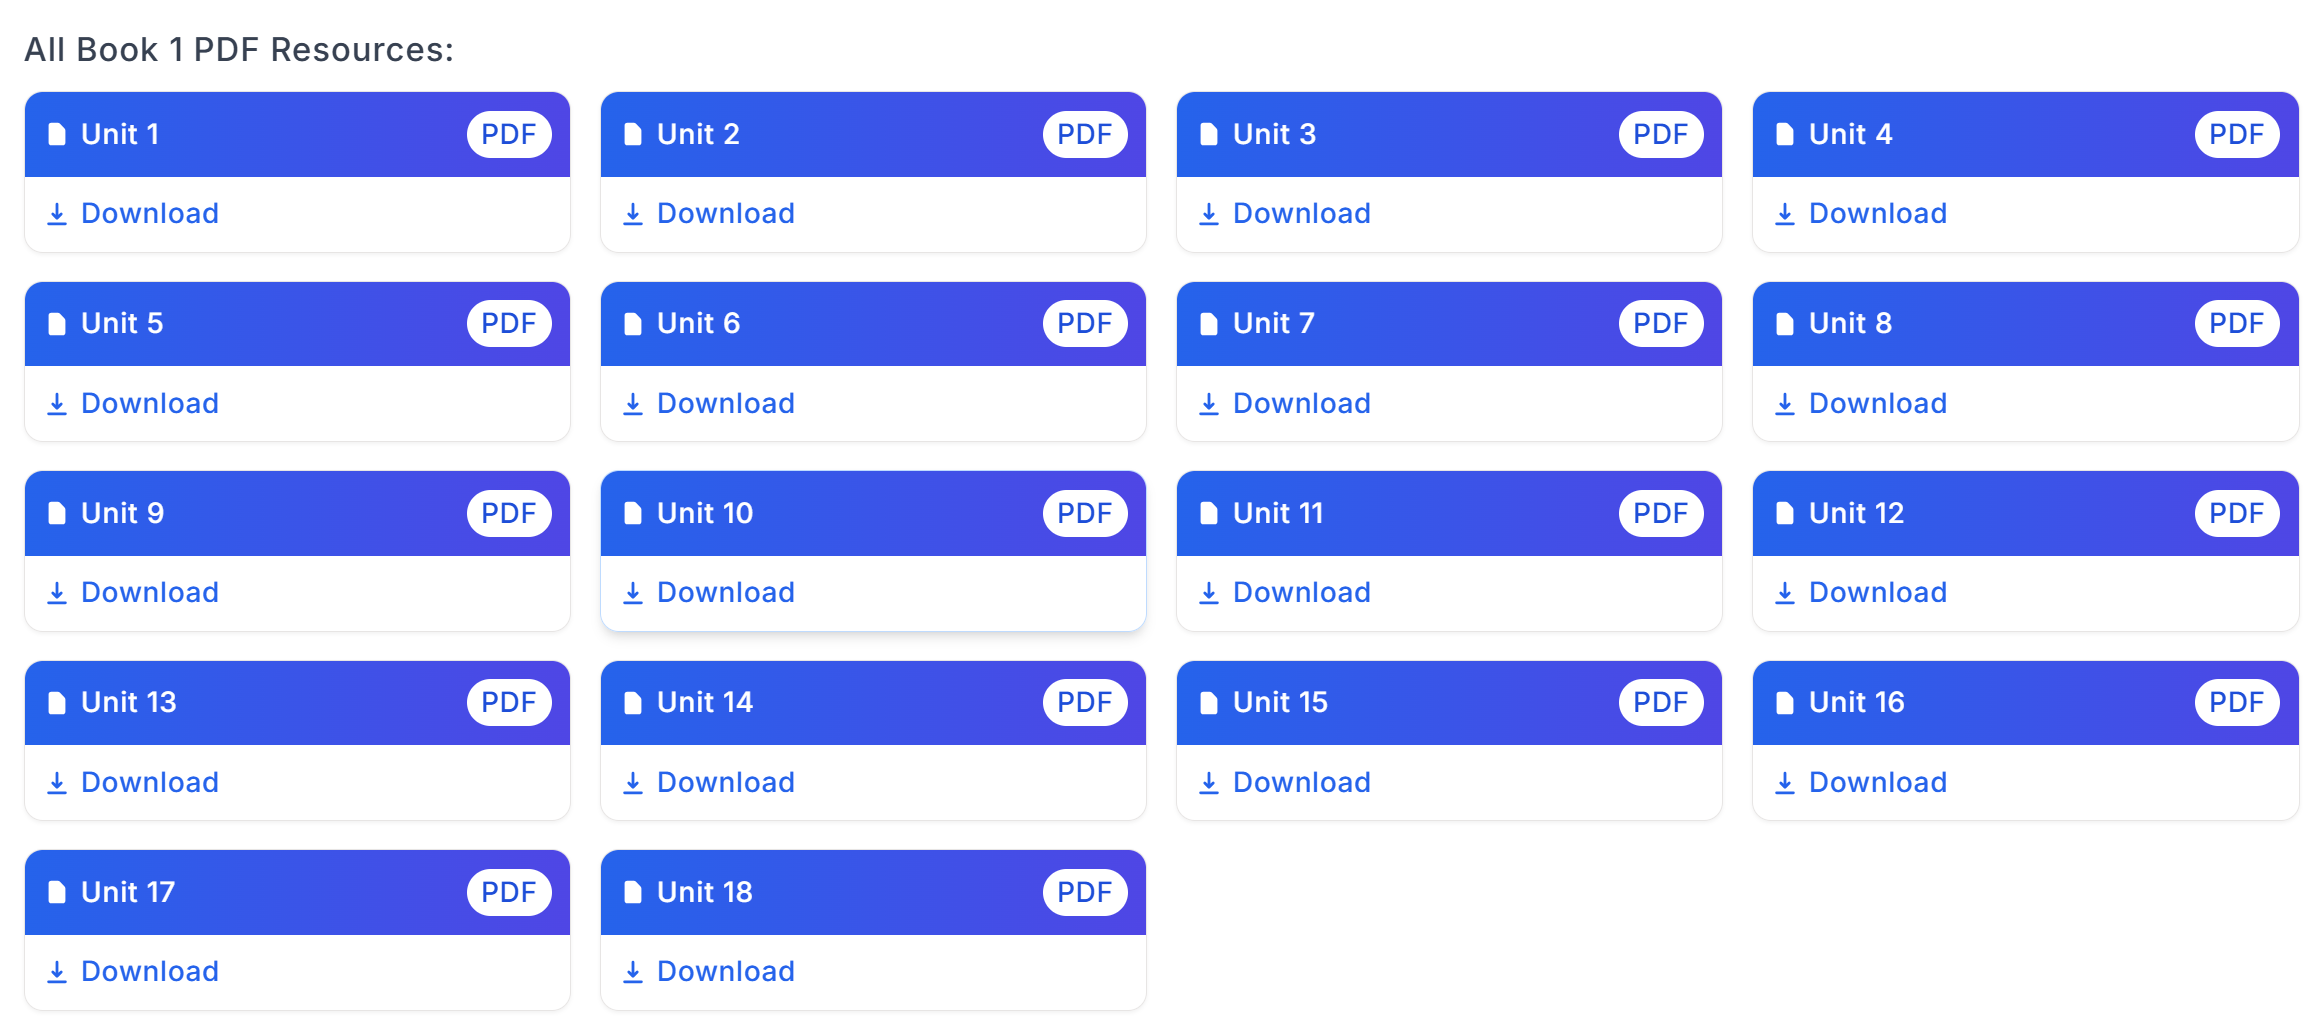 All Book 1 PDF Resources:
Unit 1 PDF
Unit 2 PDF
Unit 3 PDF
Unit 4 PDF
Download
Download
Download
Download
Unit 5 PDF
Unit 6 PDF
Unit 7 PDF
Unit 8 PDF
Download
Download
Download
Download
Unit 9 PDF
Unit 10 PDF
Unit 11 PDF
Unit 12 PDF
Download
Download
Download
Download
Unit 13 PDF
Unit 14 PDF
Unit 15 PDF
Unit 16 PDF
Download
Download
Download
Download
Unit 17 PDF
Unit 18 PDF
Download
Download